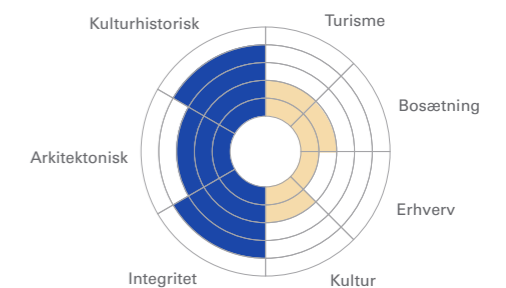 Kulturhistorisk
Turisme
Bosætning
Arkitektonisk
Erhverv
Integritet
Kultur